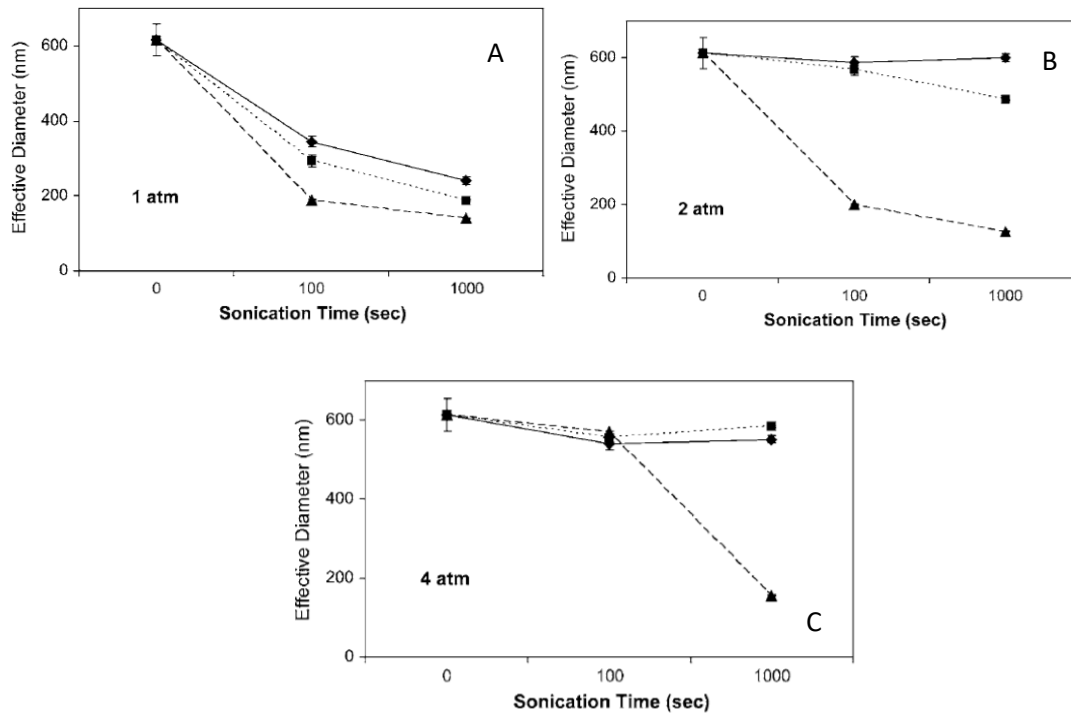 A
Effective Diameter (nm)
600
400
200
0
1 atm
0 100 1000
Sonication Time (sec)
B
Effective Diameter (nm)
600
400
200
0
2 atm
0 100 1000
Sonication Time (sec)
Effective Diameter (nm)
600
400
200
0
4 atm
C
0 100 1000
Sonication Time (sec)